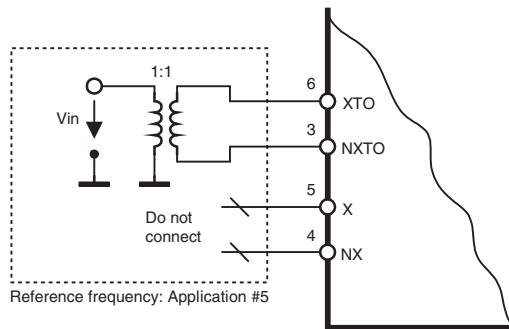 1:1
Vin
6
XTO
3
NXTO
5
X
Do not
connect
4
NX
Reference frequency: Application #5